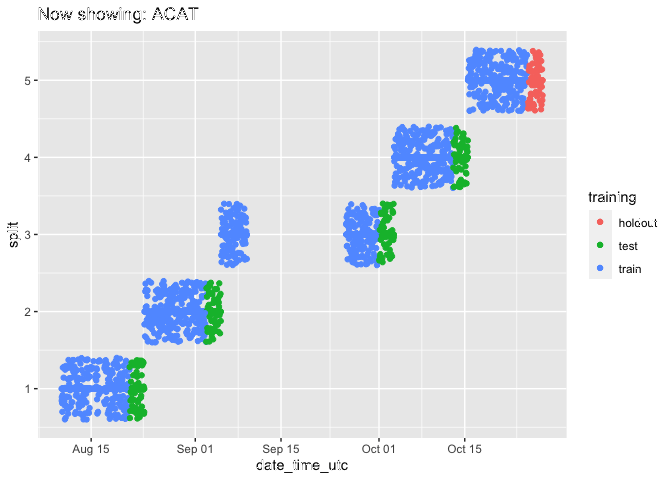 Now showing: ACAT
5
4
3
2
1
split
Aug 15
Sep 01
Sep 15
Oct 01
Oct 15
date_time_utc
training
holdout
test
train